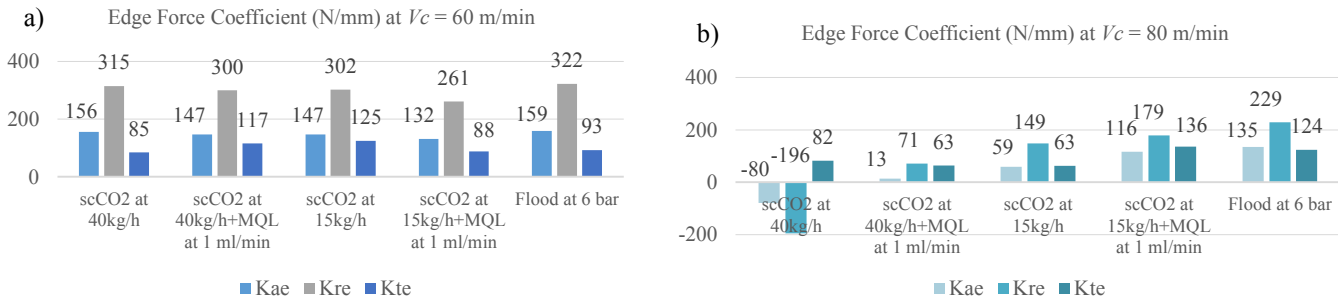 a)
Edge Force Coefficient (N/mm) at Vc = 60 m/min
400
200
0
156 315 85
147 300 117
147 302 125
132 261 88
159 322 93
scCO2 at
40kg/h
scCO2 at
40kg/h+MQL
at 1 ml/min
scCO2 at
15kg/h
scCO2 at
15kg/h+MQL
at 1 ml/min
Flood at 6 bar
Kae Kre Kte
b)
Edge Force Coefficient (N/mm) at Vc = 80 m/min
400
200
0
-200
-80 -196 82
13 71 63
59 149 63
116 179 136
135 229 124
scCO2 at
40kg/h
scCO2 at
40kg/h+MQL
at 1 ml/min
scCO2 at
15kg/h
scCO2 at
15kg/h+MQL
at 1 ml/min
Flood at 6 bar
Kae Kre Kte